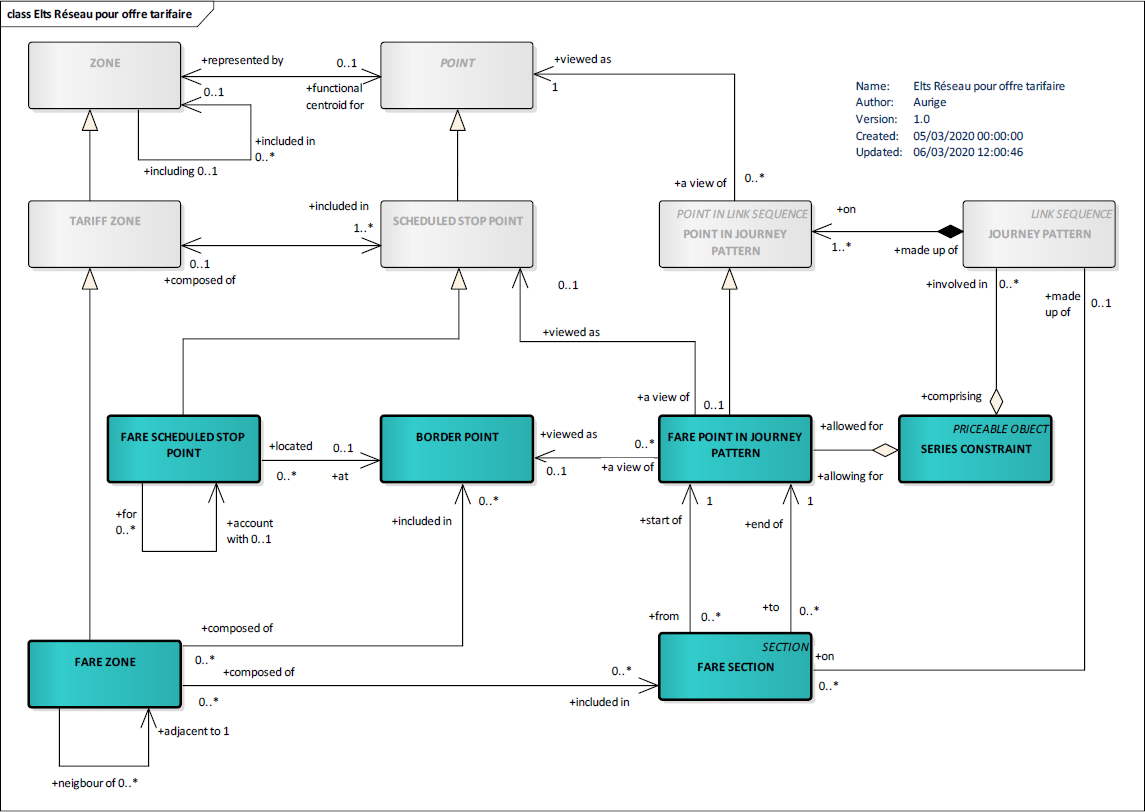 class Elts Réseau pour offre tarifaire
ZONE
+represented by
0..1
+functional
centroid for
POINT
+viewed as
1
0..1
+included in
0..*
+including 0..1
Name: Elts Réseau pour offre tarifaire
Author: Aurige
Version: 1.0
Created: 05/03/2020 00:00:00
Updated: 06/03/2020 12:00:46
+a view of
0..*
TARIFF ZONE
+included in
1..*
0..1
+composed of
SCHEDULED STOP POINT
POINT IN LINK SEQUENCE
POINT IN JOURNEY
PATTERN
+on
1..*
+made up of
LINK SEQUENCE
JOURNEY PATTERN
0..1
+viewed as
+involved in
0..*
+made
up of
0..1
+a view of
0..1
+comprising
FARE SCHEDULED STOP
POINT
+located
0..*
0..1
+at
BORDER POINT
+viewed as
0..1
0..*
+a view of
FARE POINT IN JOURNEY
PATTERN
+allowed for
+allowing for
PRICEABLE OBJECT
SERIES CONSTRAINT
+for
0..*
+account
with 0..1
+included in
0..*
+start of
1
+end of
1
+from
0..*
+to
0..*
+composed of
0..*
FARE ZONE
+composed of
0..*
0..*
+included in
SECTION
FARE SECTION
+on
0..*
+adjacent to 1
+neigbour of 0..*